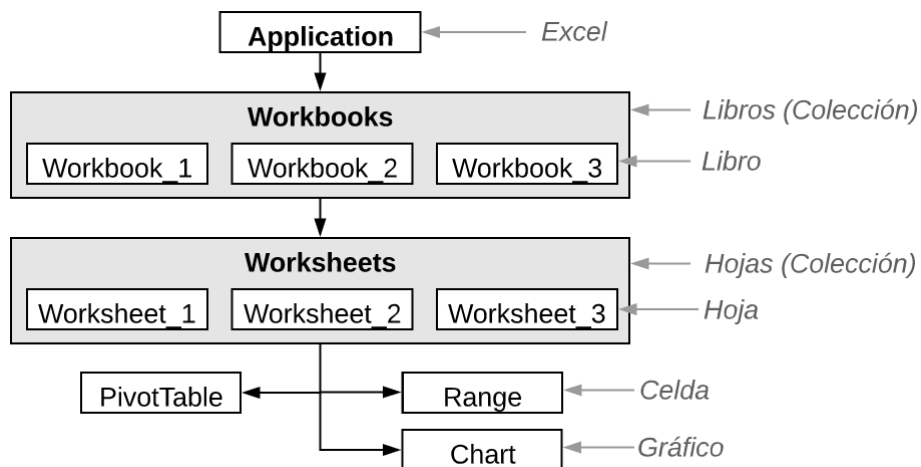 Application
Excel
Workbooks
Libros (Colección)
Workbook_1 Workbook_2 Workbook_3
Libro
Worksheets
Hojas (Colección)
Worksheet_1 Worksheet_2 Worksheet_3
Hoja
PivotTable
Range
Celda
Chart
Gráfico